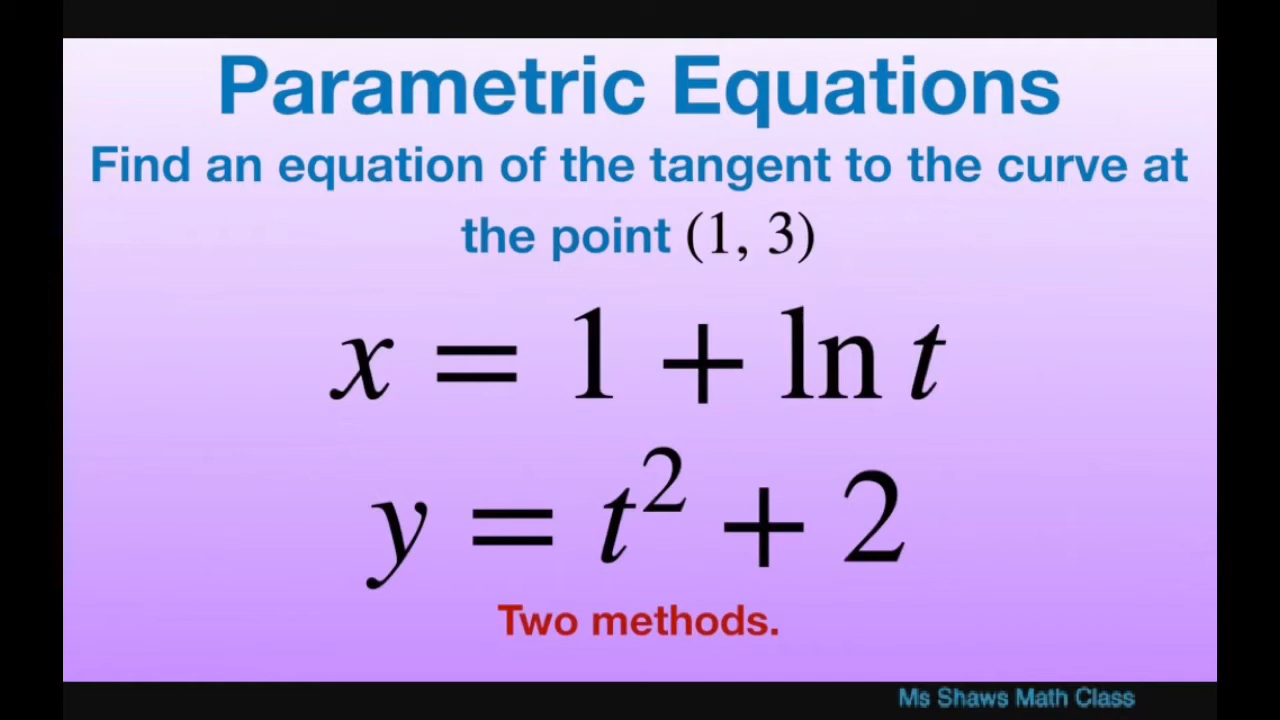 Parametric Equations
Find an equation of the tangent to the curve at
the point (1, 3)
x = 1 + ln t
y = t² + 2
Two methods.
Ms Shaws Math Class